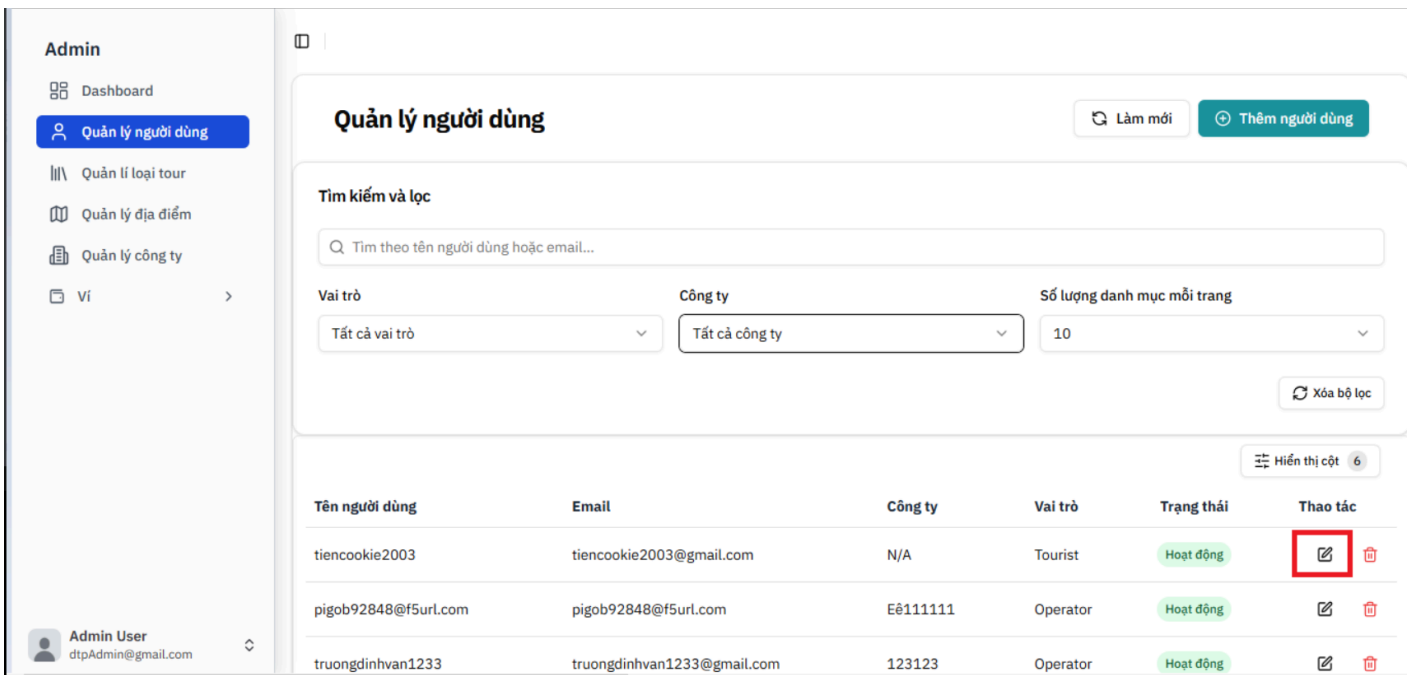 Admin
Dashboard
Quản lý người dùng
Quản lí loại tour
Quản lý địa điểm
Quản lý công ty
Ví
Admin User
dtpAdmin@gmail.com
Quản lý người dùng
Làm mới
Thêm người dùng
Tìm kiếm và lọc
Tìm theo tên người dùng hoặc email...
Vai trò Công ty Số lượng danh mục mỗi trang
Tất cả vai trò Tất cả công ty 10
Xóa bộ lọc
Hiển thị cột 6
Tên người dùng Email Công ty Vai trò Trạng thái Thao tác
tiencookie2003 tiencookie2003@gmail.com N/A Tourist Hoạt động
pigob92848@f5url.com pigob92848@f5url.com Eê111111 Operator Hoạt động
truongdinhvan1233 truongdinhvan1233@gmail.com 123123 Operator Hoạt động